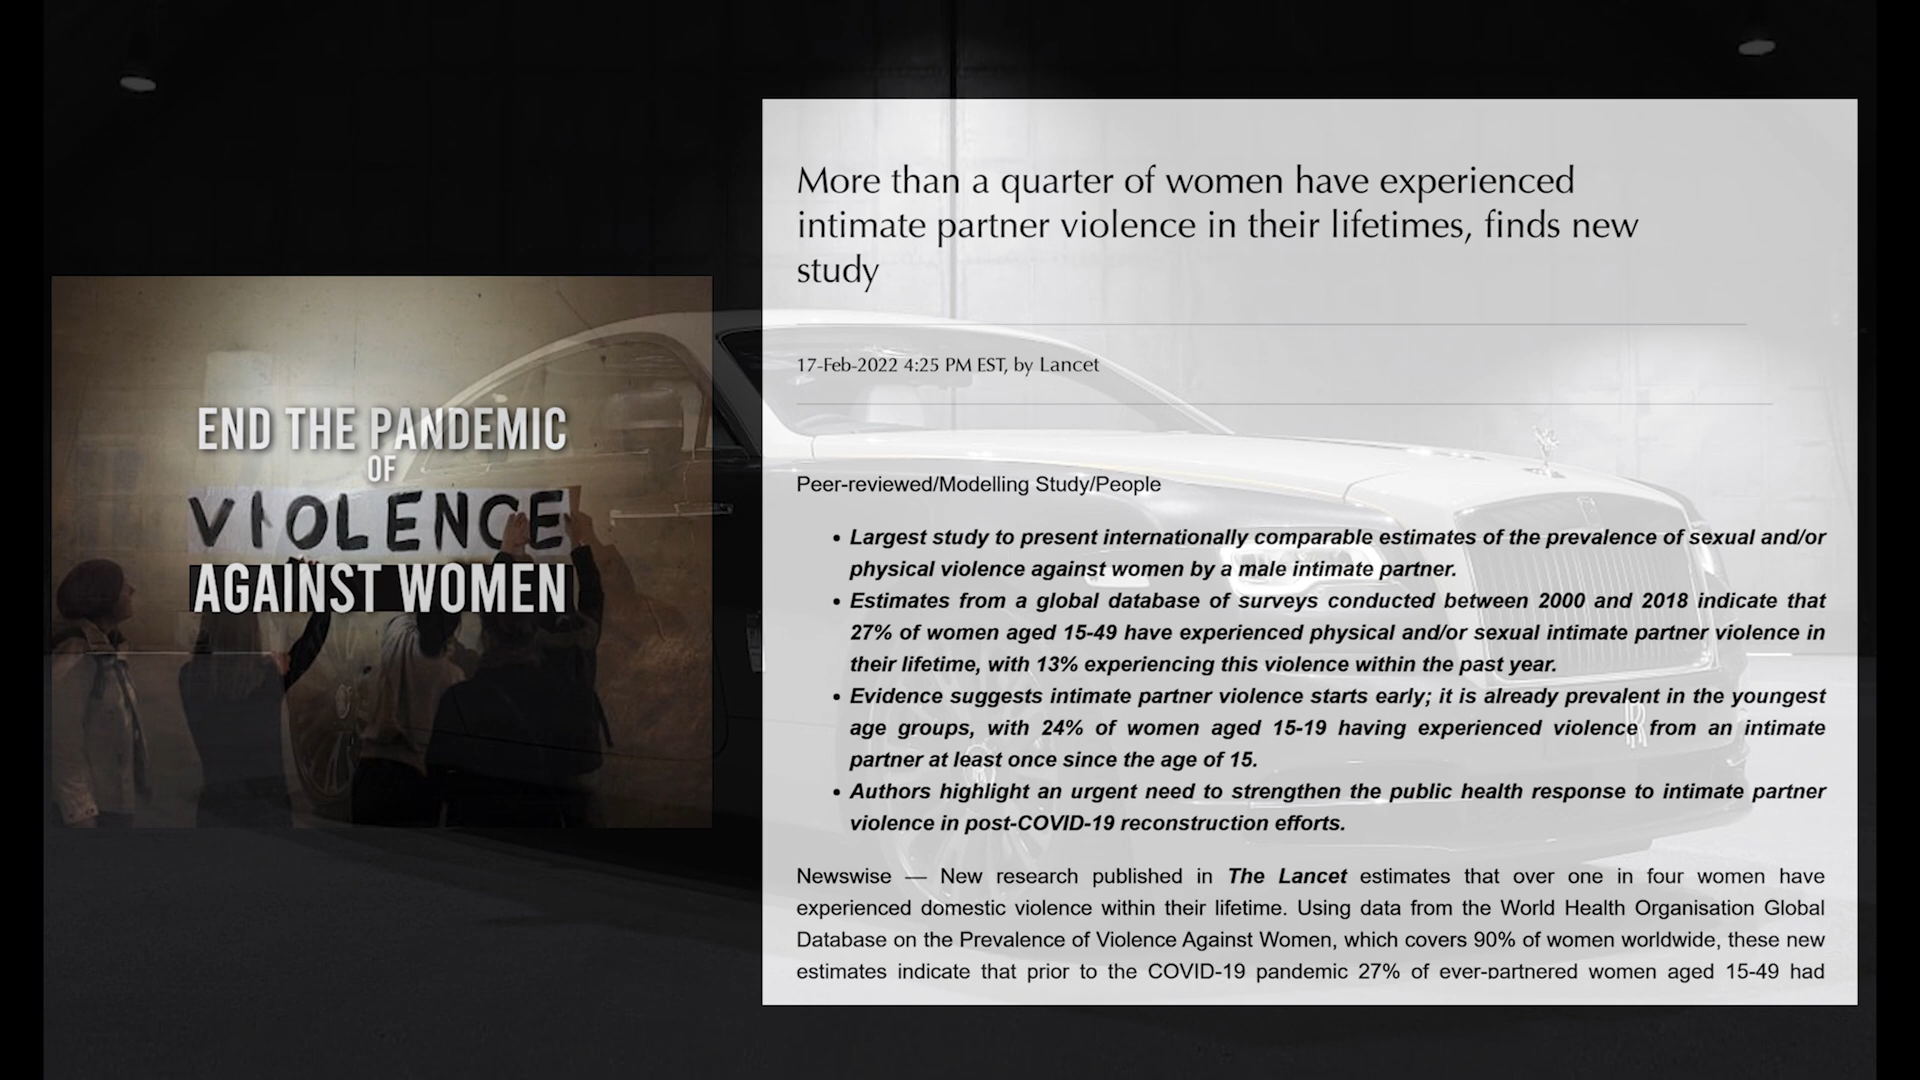 END THE PANDEMIC
OF
VIOLENCE
AGAINST WOMEN
More than a quarter of women have experienced
intimate partner violence in their lifetimes, finds new
study
17-Feb-2022 4:25 PM EST, by Lancet
Peer-reviewed/Modelling Study/People
• Largest study to present internationally comparable estimates of the prevalence of sexual and/or
physical violence against women by a male intimate partner.
• Estimates from a global database of surveys conducted between 2000 and 2018 indicate that
27% of women aged 15-49 have experienced physical and/or sexual intimate partner violence in
their lifetime, with 13% experiencing this violence within the past year.
• Evidence suggests intimate partner violence starts early; it is already prevalent in the youngest
age groups, with 24% of women aged 15-19 having experienced violence from an intimate
partner at least once since the age of 15.
• Authors highlight an urgent need to strengthen the public health response to intimate partner
violence in post-COVID-19 reconstruction efforts.
Newswise — New research published in The Lancet estimates that over one in four women have
experienced domestic violence within their lifetime. Using data from the World Health Organisation Global
Database on the Prevalence of Violence Against Women, which covers 90% of women worldwide, these new
estimates indicate that prior to the COVID-19 pandemic 27% of ever-partnered women aged 15-49 had